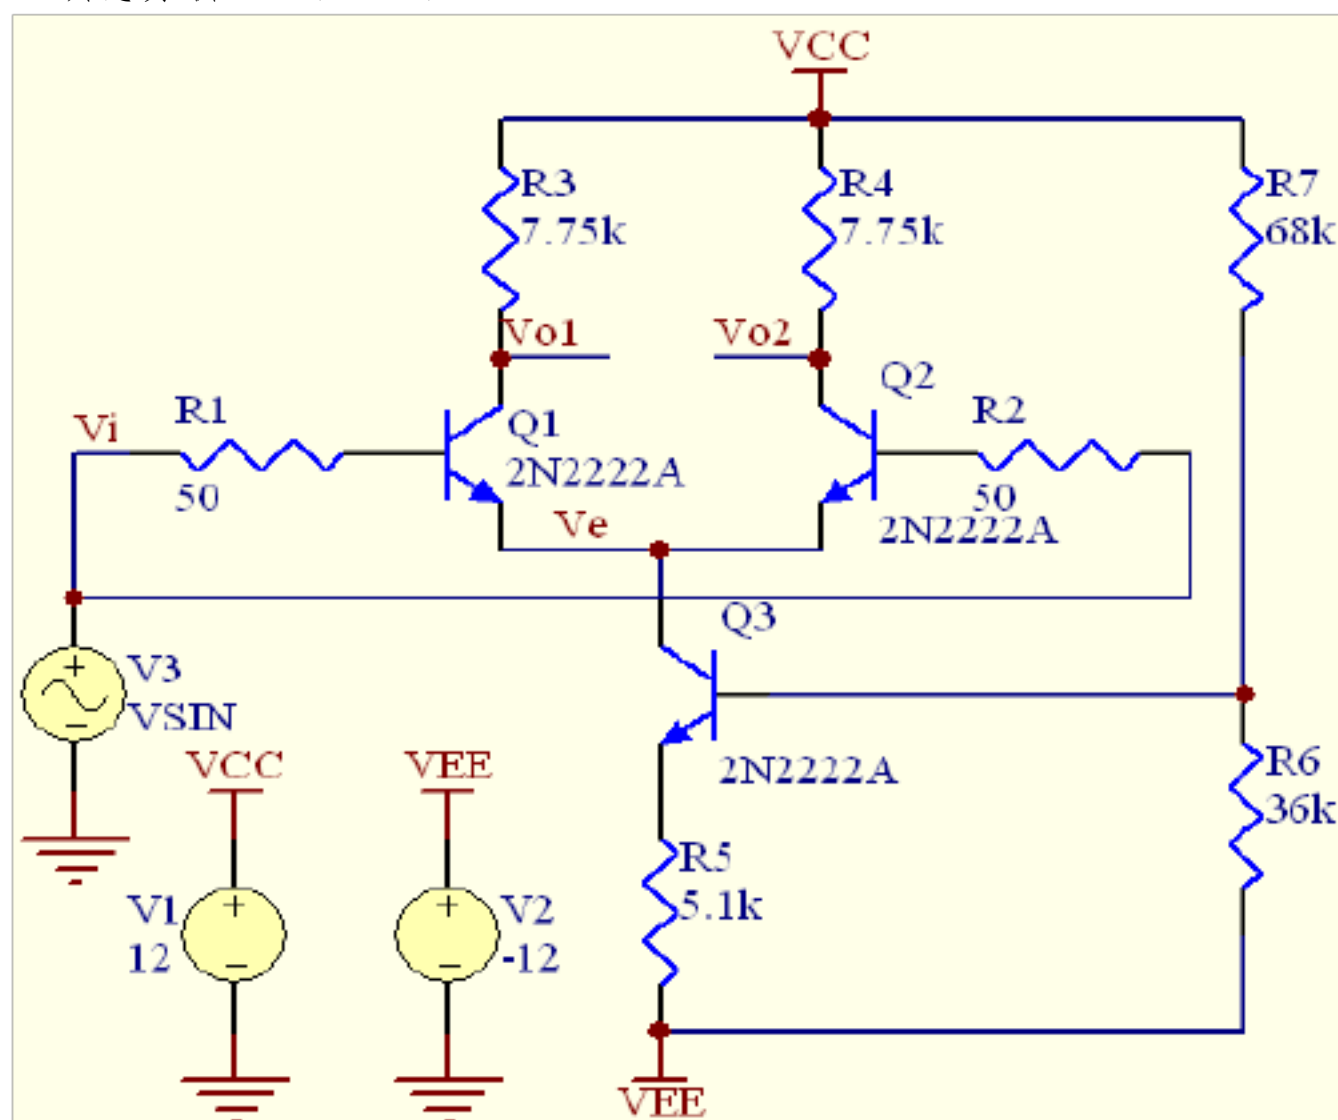 VCC
R3
7.75k
R4
7.75k
R7
68k
Vo1
Vo2
Q2
R1
R2
Vi
Q1
2N2222A
50
50
2N2222A
Ve
Q3
V3
VSIN
2N2222A
VCC
VEE
R6
36k
R5
5.1k
V1
12
V2
-12
VEE